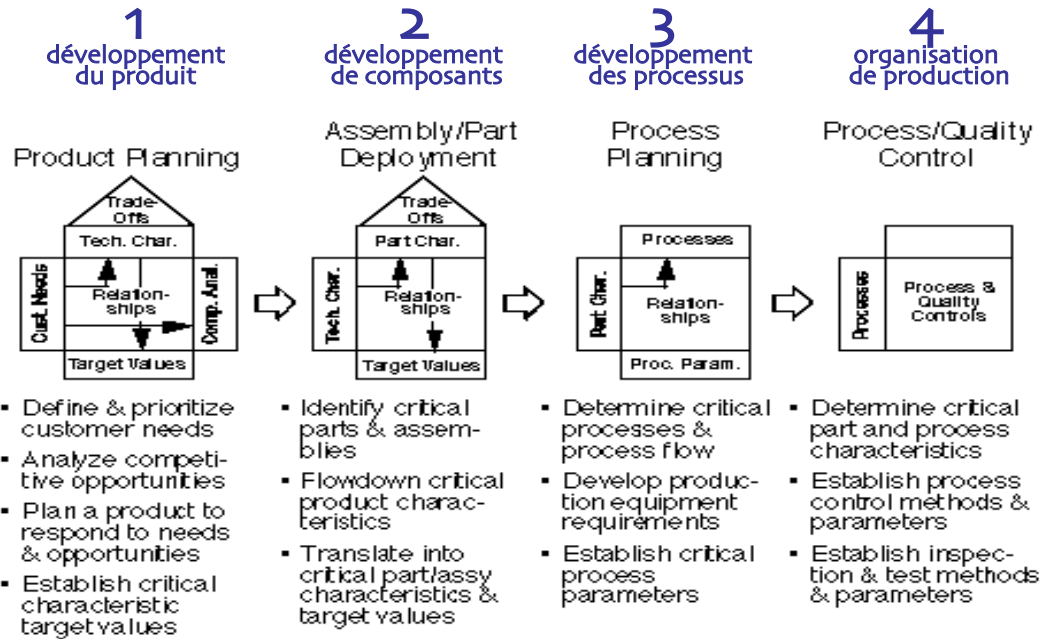 1
développement
du produit
2
développement
de composants
3
développement
des processus
4
organisation
de production
Product Planning
Assembly/Part
Deployment
Process
Planning
Process/Quality
Control
Trade-
Offs
Tech. Char.
Cust. Needs
Relation-
ships
Comp. Anal.
Target Values
Trade-
Offs
Part Char.
Tech. Char.
Relation-
ships
Target Values
Processes
Part Char.
Relation-
ships
Proc. Param.
Processes
Process &
Quality
Controls
▪ Define & prioritize
customer needs
▪ Analyze competi-
tive opportunities
▪ Plan a product to
respond to needs
& opportunities
▪ Establish critical
characteristic
target values
▪ Identify critical
parts & assem-
blies
▪ Flowdown critical
product charac-
teristics
▪ Translate into
critical part/assy
characteristics &
target values
▪ Determine critical
processes &
process flow
▪ Develop produc-
tion equipment
requirements
▪ Establish critical
process
parameters
▪ Determine critical
part and process
characteristics
▪ Establish process
control methods &
parameters
▪ Establish inspec-
tion & test methods
& parameters